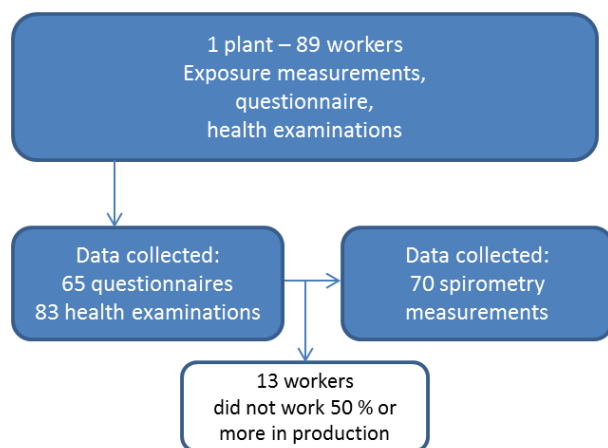 1 plant – 89 workers
Exposure measurements,
questionnaire,
health examinations
Data collected:
65 questionnaires
83 health examinations
Data collected:
70 spirometry
measurements
13 workers
did not work 50 % or
more in production